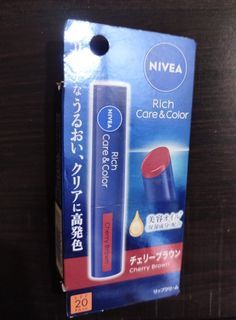 NIVEA
Rich
Care & Color
なうるおい、クリアに高発色
NIVEA
Rich
Care & Color
Cherry Brown
美容オイル
チェリーブラウン
Cherry Brown
リップクリーム
20